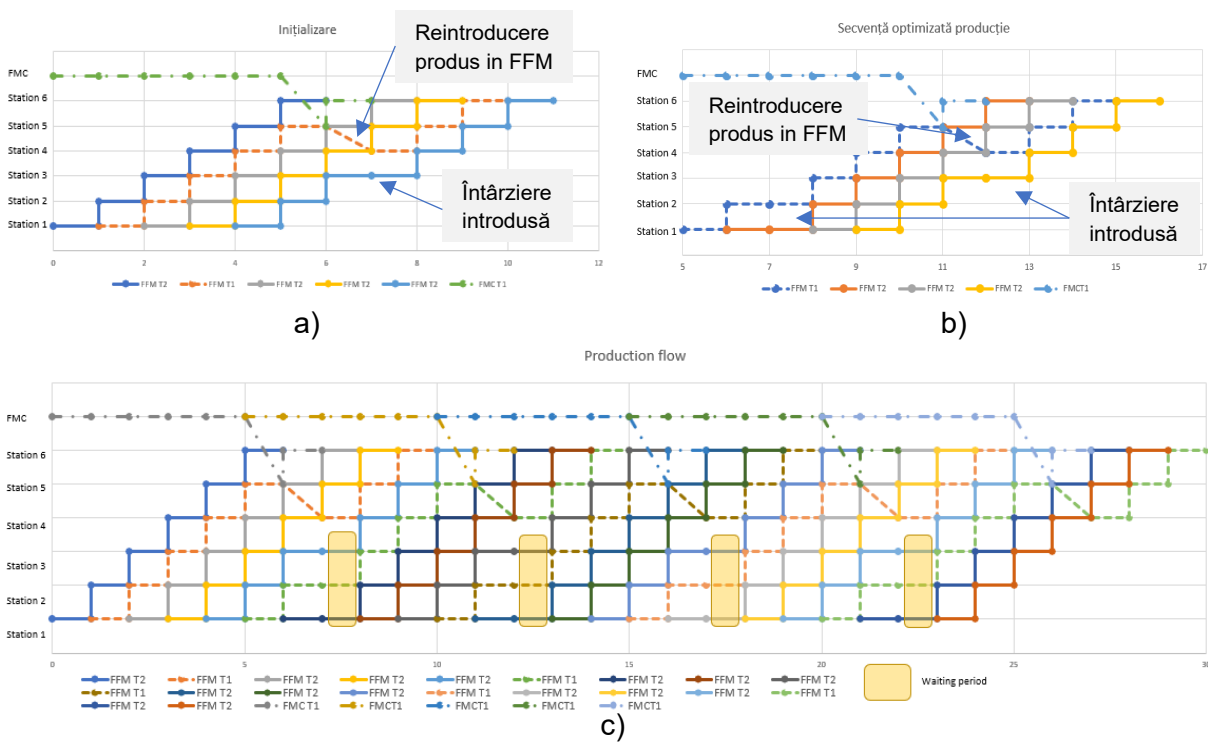 Inițializare
Reintroducere
produs in FFM
FMC
Station 6
Station 5
Station 4
Station 3
Station 2
Station 1
Întârziere
introdusă
0 2 4 6 8 10 12
FFM T2 FFM T1 FFM T2 FFM T2 FFM T2 FMC T1
a)
Secvență optimizată producție
FMC
Station 6
Reintroducere
produs in FFM
Station 5
Station 4
Station 3
Station 2
Station 1
Întârziere
introdusă
5 7 9 11 13 15 17
FFM T1 FFM T2 FFM T2 FFM T2 FMCT1
b)
Production flow
FMC
Station 6
Station 5
Station 4
Station 3
Station 2
Station 1
0 5 10 15 20 25 30
FFM T2 FFM T1 FFM T2 FFM T2 FFM T2 FFM T1 FFM T2 FFM T2 FFM T2
FFM T1 FFM T2 FFM T2 FFM T2 FFM T1 FFM T2 FFM T2 FFM T2 FFM T1
FFM T2 FFM T2 FMC T1 FMCT1 FMCT1 FMCT1 FMCT1
Waiting period
c)